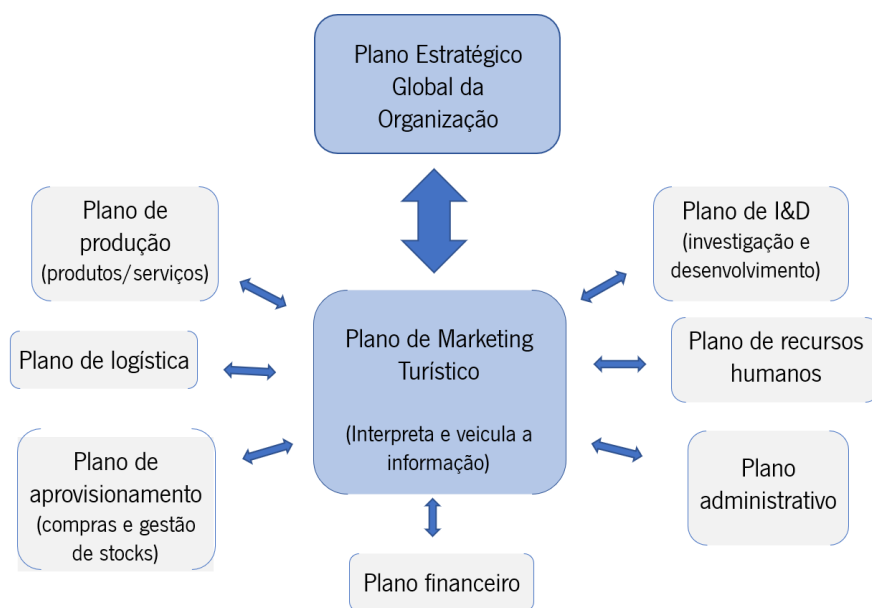 Plano Estratégico
Global da
Organização
Plano de
produção
(produtos/serviços)
Plano de I&D
(investigação e
desenvolvimento)
Plano de logística
Plano de Marketing
Turístico
(Interpreta e veicula a
informação)
Plano de recursos
humanos
Plano de
aprovisionamento
(compras e gestão
de stocks)
Plano
administrativo
Plano financeiro